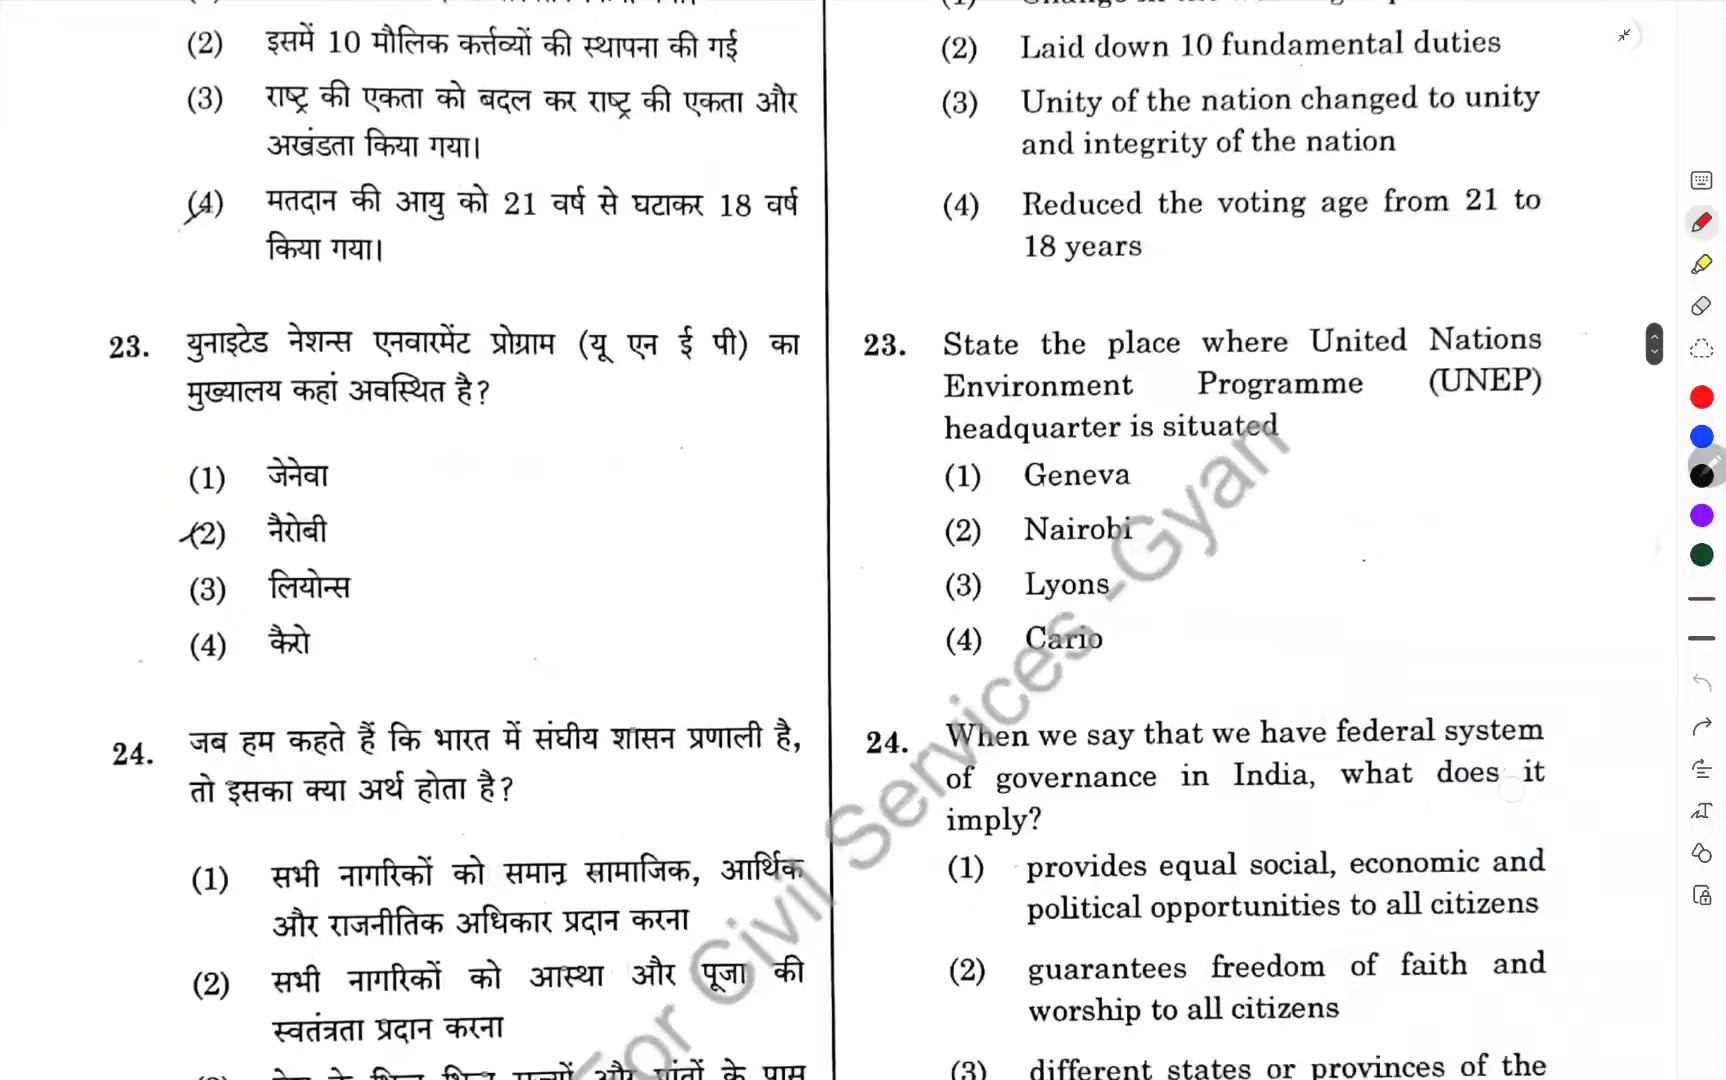 (2) इसमें 10 मौलिक कर्त्तव्यों की स्थापना की गई
(3) राष्ट्र की एकता को बदल कर राष्ट्र की एकता और
अखंडता किया गया।
(4) मतदान की आयु को 21 वर्ष से घटाकर 18 वर्ष
किया गया।
23. युनाइटेड नेशन्स एनवारमेंट प्रोग्राम (यू एन ई पी) का
मुख्यालय कहां अवस्थित है?
(1) जेनेवा
(2) नैरोबी
(3) लियोन्स
(4) कैरो
24. जब हम कहते हैं कि भारत में संघीय शासन प्रणाली है,
तो इसका क्या अर्थ होता है?
(1) सभी नागरिकों को समान सामाजिक, आर्थिक
और राजनीतिक अधिकार प्रदान करना
(2) सभी नागरिकों को आस्था और पूजा की
स्वतंत्रता प्रदान करना
(2) Laid down 10 fundamental duties
(3) Unity of the nation changed to unity
and integrity of the nation
(4) Reduced the voting age from 21 to
18 years
23. State the place where United Nations
Environment Programme (UNEP)
headquarter is situated
(1) Geneva
(2) Nairobi
(3) Lyons
(4) Cario
24. When we say that we have federal system
of governance in India, what does it
imply?
(1) provides equal social, economic and
political opportunities to all citizens
(2) guarantees freedom of faith and
worship to all citizens
(3) different states or provinces of the
For Civil Services -Gyan